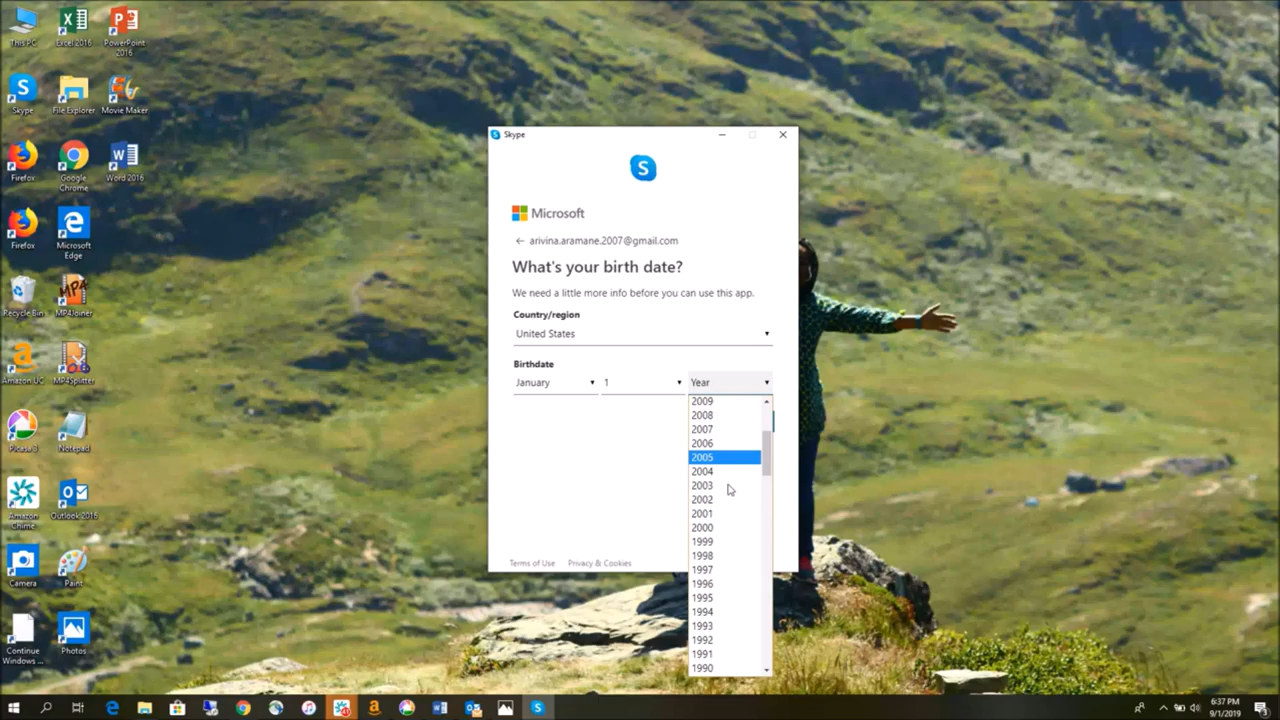 This PC
Excel 2016
PowerPoint
2016
Skype
File Explorer
Movie Maker
Firefox
Google
Chrome
Word 2016
Firefox
Microsoft
Edge
Recycle Bin
MP4
MP4Joiner
Amazon UC
MP4Splitter
Picasa 3
Notepad
Amazon
Chime
Outlook 2016
Camera
Paint
Continue
Windows ...
Photos
Skype
Microsoft
← arivina.aramane.2007@gmail.com
What's your birth date?
We need a little more info before you can use this app.
Country/region
United States
Birthdate
January 1 Year
2009
2008
2007
2006
2005
2004
2003
2002
2001
2000
1999
1998
1997
1996
1995
1994
1993
1992
1991
1990
Terms of Use Privacy & Cookies
6:37 PM
9/1/2019